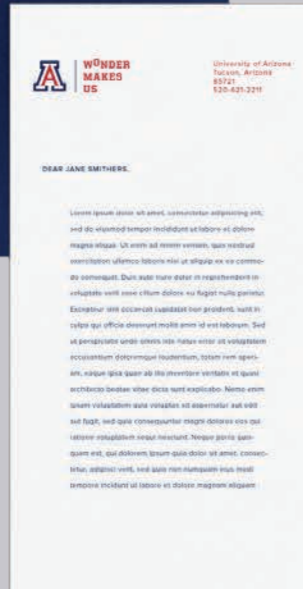 WONDER
MAKES
US
University of Arizona
Tucson, Arizona
85721
520-621-2211
DEAR JANE SMITHERS,
Lorem ipsum dolor sit amet, consectetur adipisicing elit,
sed do eiusmod tempor incididunt ut labore et dolore
magna aliqua. Ut enim ad minim veniam, quis nostrud
exercitation ullamco laboris nisi ut aliquip ex ea commo-
do consequat. Duis aute irure dolor in reprehenderit in
voluptate velit esse cillum dolore eu fugiat nulla pariatur.
Excepteur sint occaecat cupidatat non proident, sunt in
culpa qui officia deserunt mollit anim id est laborum. Sed
ut perspiciatis unde omnis iste natus error sit voluptatem
accusantium doloremque laudantium, totam rem aperi-
am, eaque ipsa quae ab illo inventore veritatis et quasi
architecto beatae vitae dicta sunt explicabo. Nemo enim
ipsam voluptatem quia voluptas sit aspernatur aut odit
aut fugit, sed quia consequuntur magni dolores eos qui
ratione voluptatem sequi nesciunt. Neque porro quis-
quam est, qui dolorem ipsum quia dolor sit amet, consec-
tetur, adipisci velit, sed quia non numquam eius modi
tempora incidunt ut labore et dolore magnam aliquam